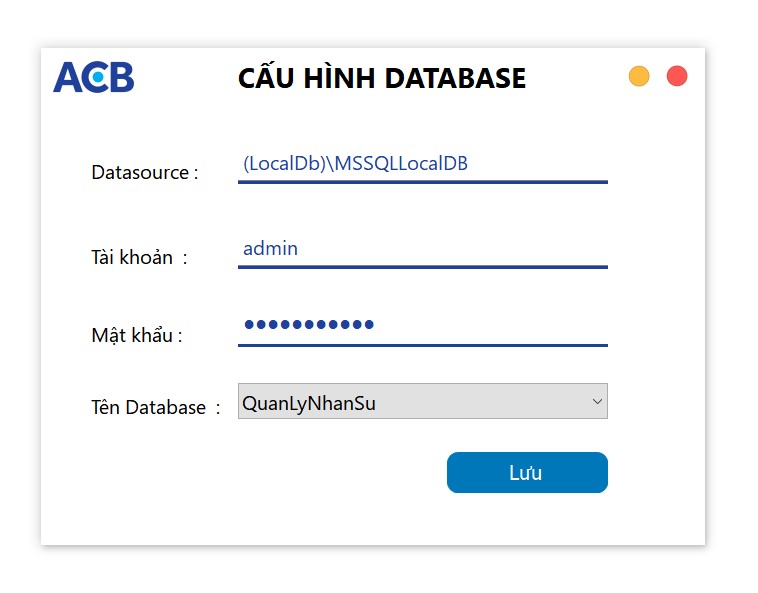 ACB
CẤU HÌNH DATABASE
Datasource : (LocalDb)\MSSQLLocalDB
Tài khoản : admin
Mật khẩu : ●●●●●●●●●●●
Tên Database : QuanLyNhanSu
Lưu